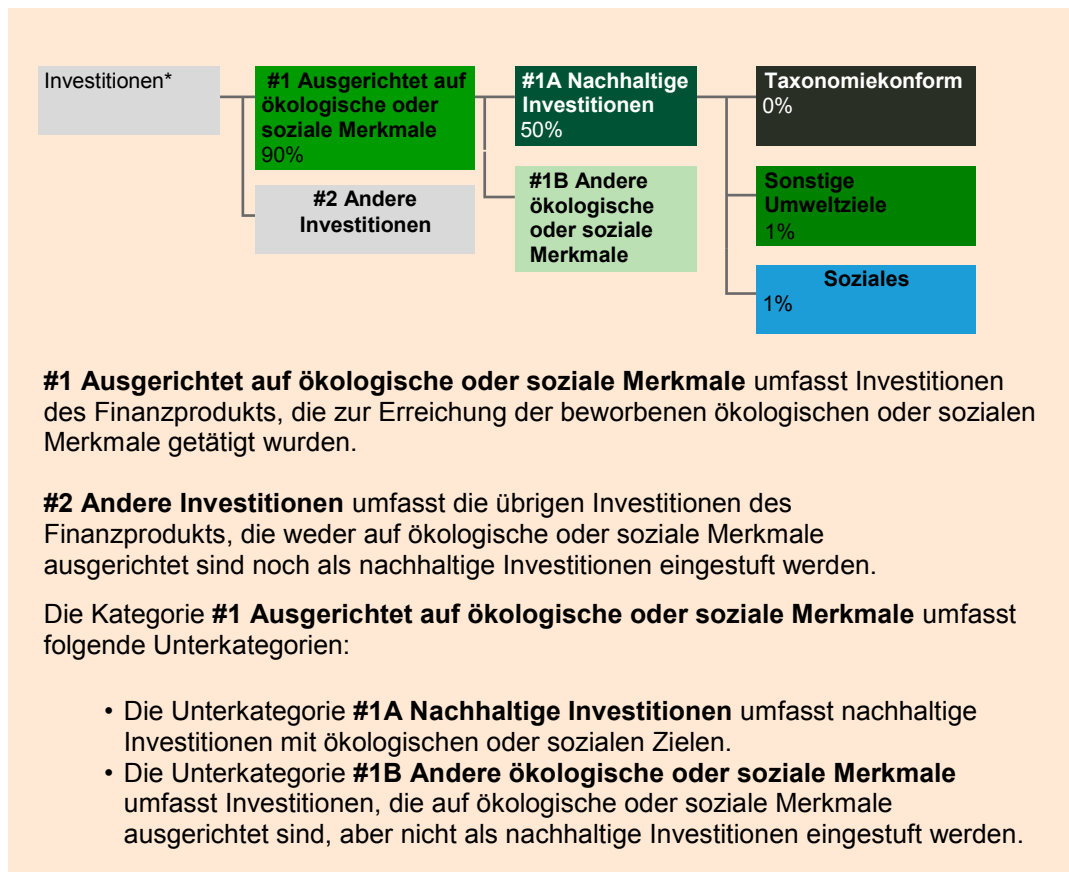 Investitionen*
#1 Ausgerichtet auf
ökologische oder
soziale Merkmale
90%
#2 Andere
Investitionen
#1A Nachhaltige
Investitionen
50%
#1B Andere
ökologische
oder soziale
Merkmale
Taxonomiekonform
0%
Sonstige
Umweltziele
1%
Soziales
1%
#1 Ausgerichtet auf ökologische oder soziale Merkmale umfasst Investitionen
des Finanzprodukts, die zur Erreichung der beworbenen ökologischen oder sozialen
Merkmale getätigt wurden.
#2 Andere Investitionen umfasst die übrigen Investitionen des
Finanzprodukts, die weder auf ökologische oder soziale Merkmale
ausgerichtet sind noch als nachhaltige Investitionen eingestuft werden.
Die Kategorie #1 Ausgerichtet auf ökologische oder soziale Merkmale umfasst
folgende Unterkategorien:
• Die Unterkategorie #1A Nachhaltige Investitionen umfasst nachhaltige
Investitionen mit ökologischen oder sozialen Zielen.
• Die Unterkategorie #1B Andere ökologische oder soziale Merkmale
umfasst Investitionen, die auf ökologische oder soziale Merkmale
ausgerichtet sind, aber nicht als nachhaltige Investitionen eingestuft werden.